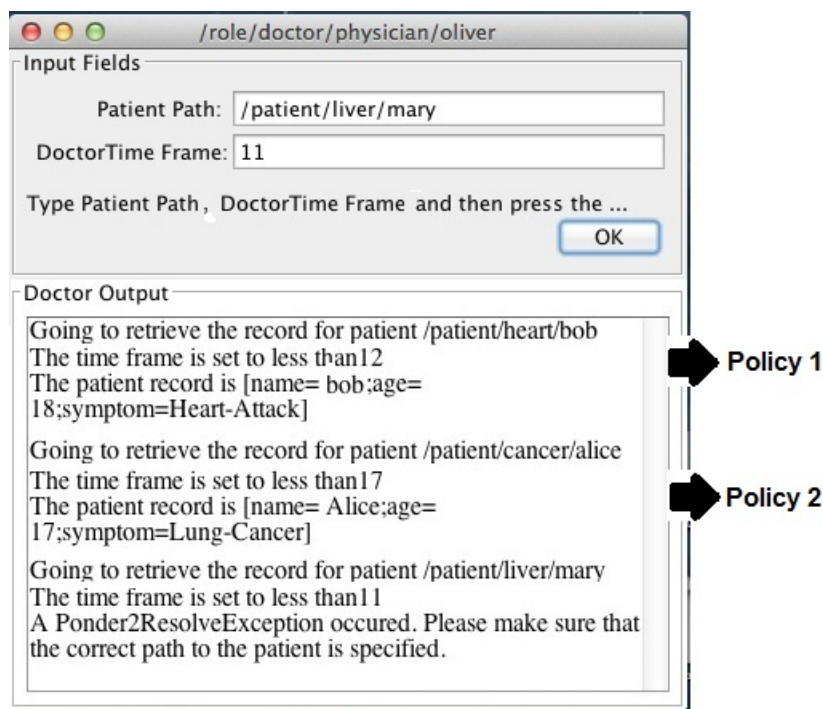 /role/doctor/physician/oliver
Input Fields
Patient Path: /patient/liver/mary
DoctorTime Frame: 11
Type Patient Path, DoctorTime Frame and then press the ...
OK
Doctor Output
Going to retrieve the record for patient /patient/heart/bob
The time frame is set to less than12
The patient record is [name= bob;age=
18;symptom=Heart-Attack]
Policy 1
Going to retrieve the record for patient /patient/cancer/alice
The time frame is set to less than17
The patient record is [name= Alice;age=
17;symptom=Lung-Cancer]
Policy 2
Going to retrieve the record for patient /patient/liver/mary
The time frame is set to less than11
A Ponder2ResolveException occured. Please make sure that
the correct path to the patient is specified.